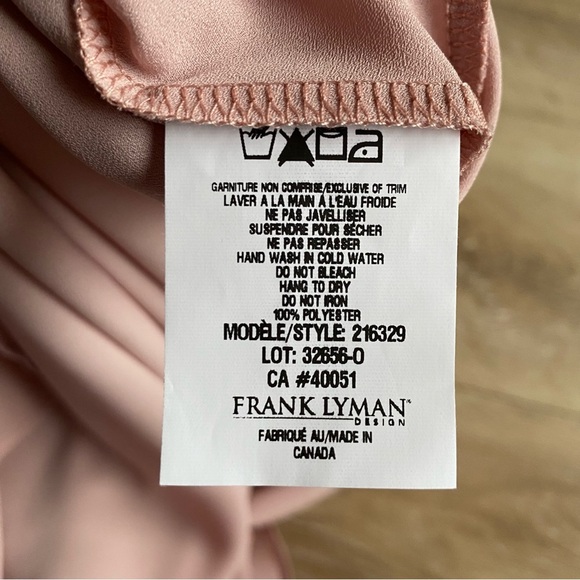 GARNITURE NON COMPRISE/EXCLUSIVE OF TRIM
LAVER A LA MAIN À L'EAU FROIDE
NE PAS JAVELLISER
SUSPENDRE POUR SÉCHER
NE PAS REPASSER
HAND WASH IN COLD WATER
DO NOT BLEACH
HANG TO DRY
DO NOT IRON
100% POLYESTER
MODÈLE/STYLE: 216329
LOT: 32656-0
CA #40051
FRANK LYMAN
DESIGN
FABRIQUÉ AU/MADE IN
CANADA